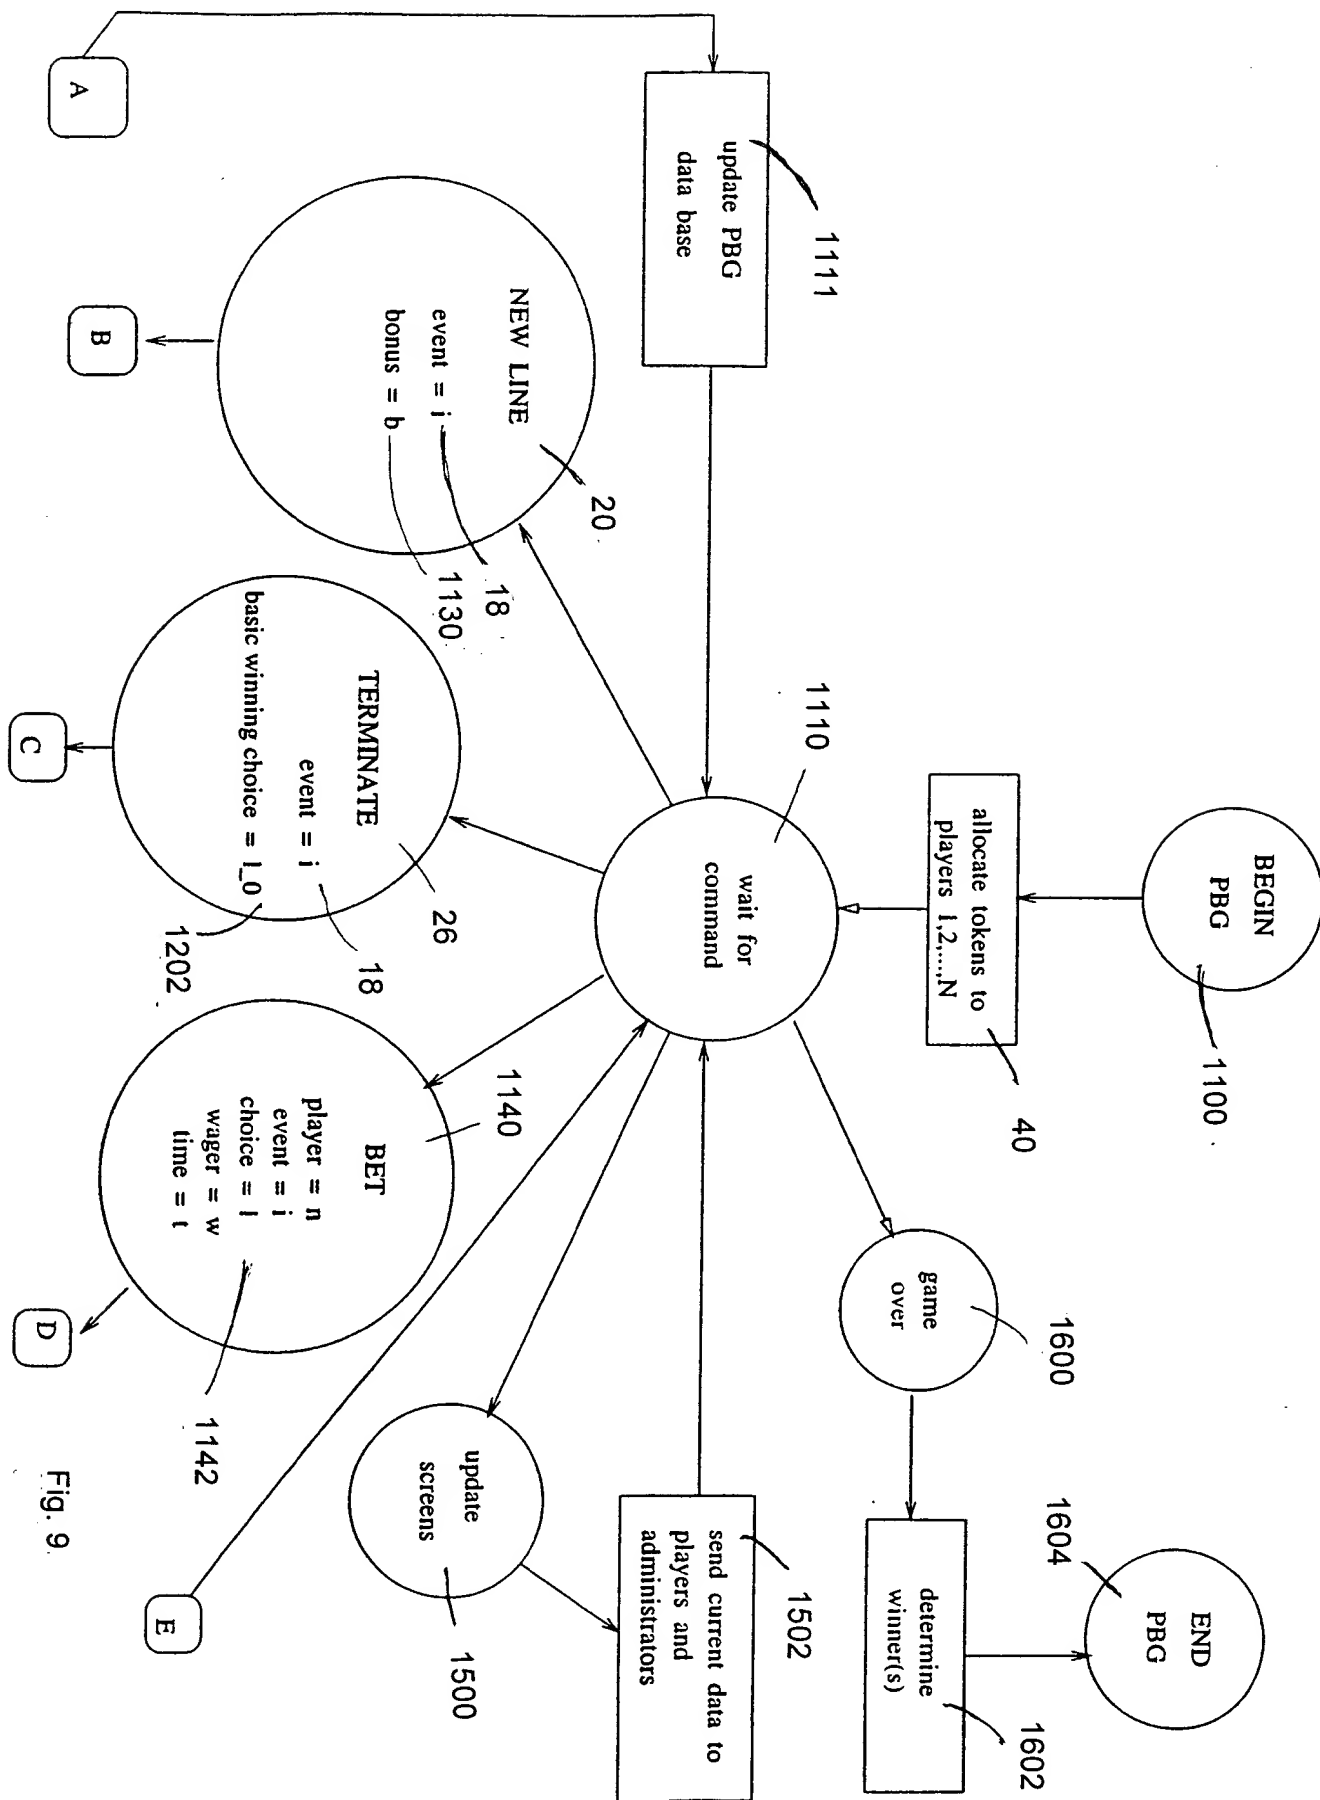 BEGIN
PBG
1100
allocate tokens to
players 1,2,...,N
40
END
PBG
1604
determine
winner(s)
1602
game
over
1600
update PBG
data base
1111
wait for
command
1110
send current data to
players and
administrators
1502
update
screens
1500
NEW LINE
event = i
bonus = b
20
18
1130
TERMINATE
event = i
basic winning choice = l_0
26
18
1202
BET
player = n
event = i
choice = l
wager = w
time = t
1140
1142
A
B
C
D
E
Fig. 9